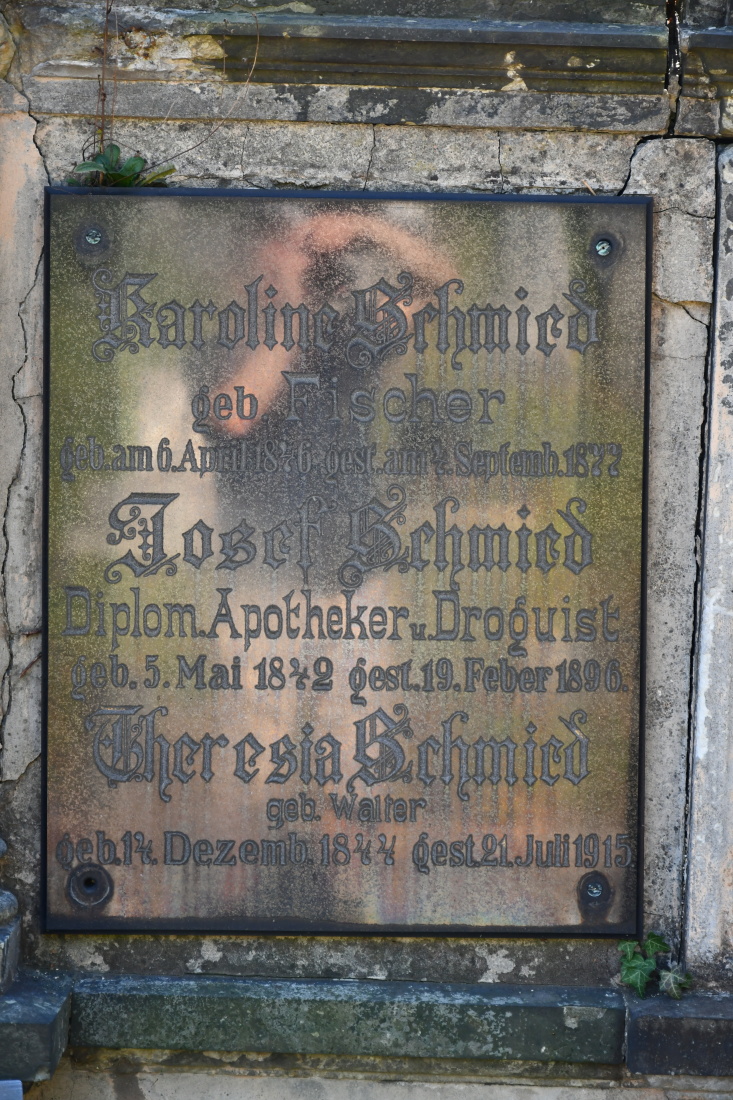 Karoline Schmied
geb Fischer
geb.am 6.April 1846. gest.am 4. Septemb.1877
Josef Schmied
Diplom.Apotheker u.Droguist
geb. 5. Mai 1842 gest.19.Feber 1896.
Theresia Schmied
geb. Walter
geb.14. Dezemb.1844 gest.21.Juli 1915.